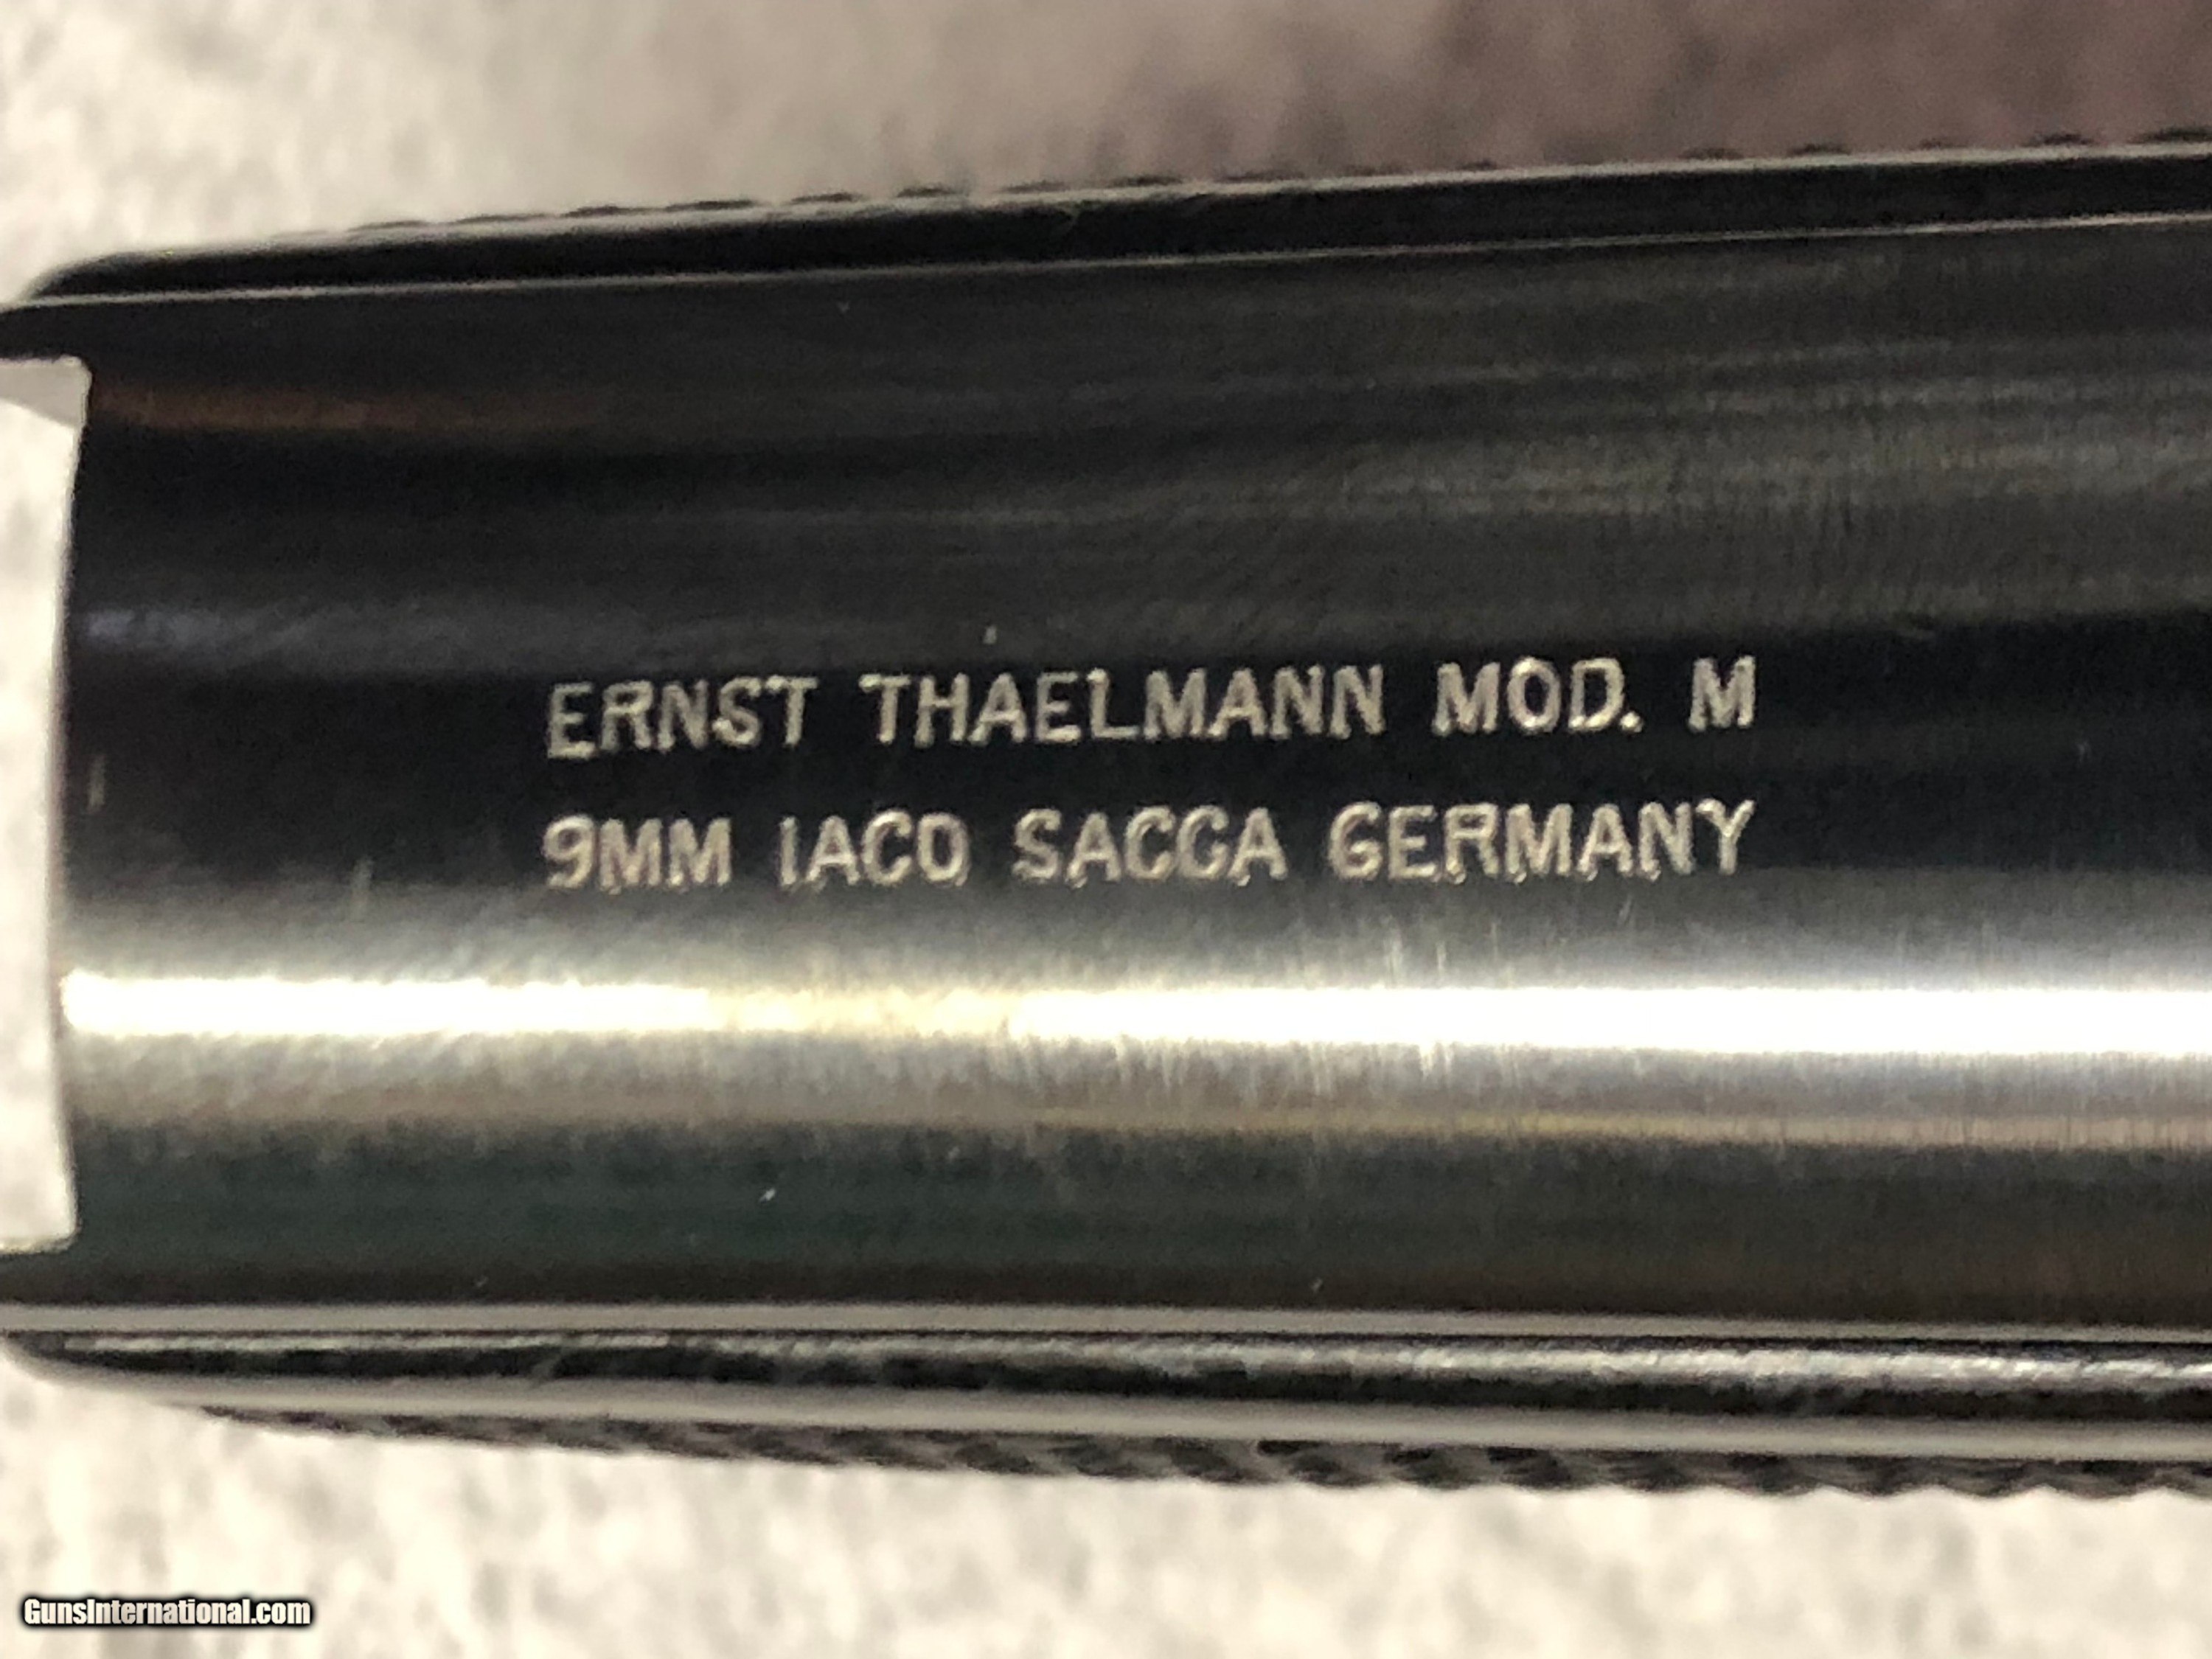 ERNST THAELMANN MOD. M
9MM IACO SACCA GERMANY
GunsInternational.com